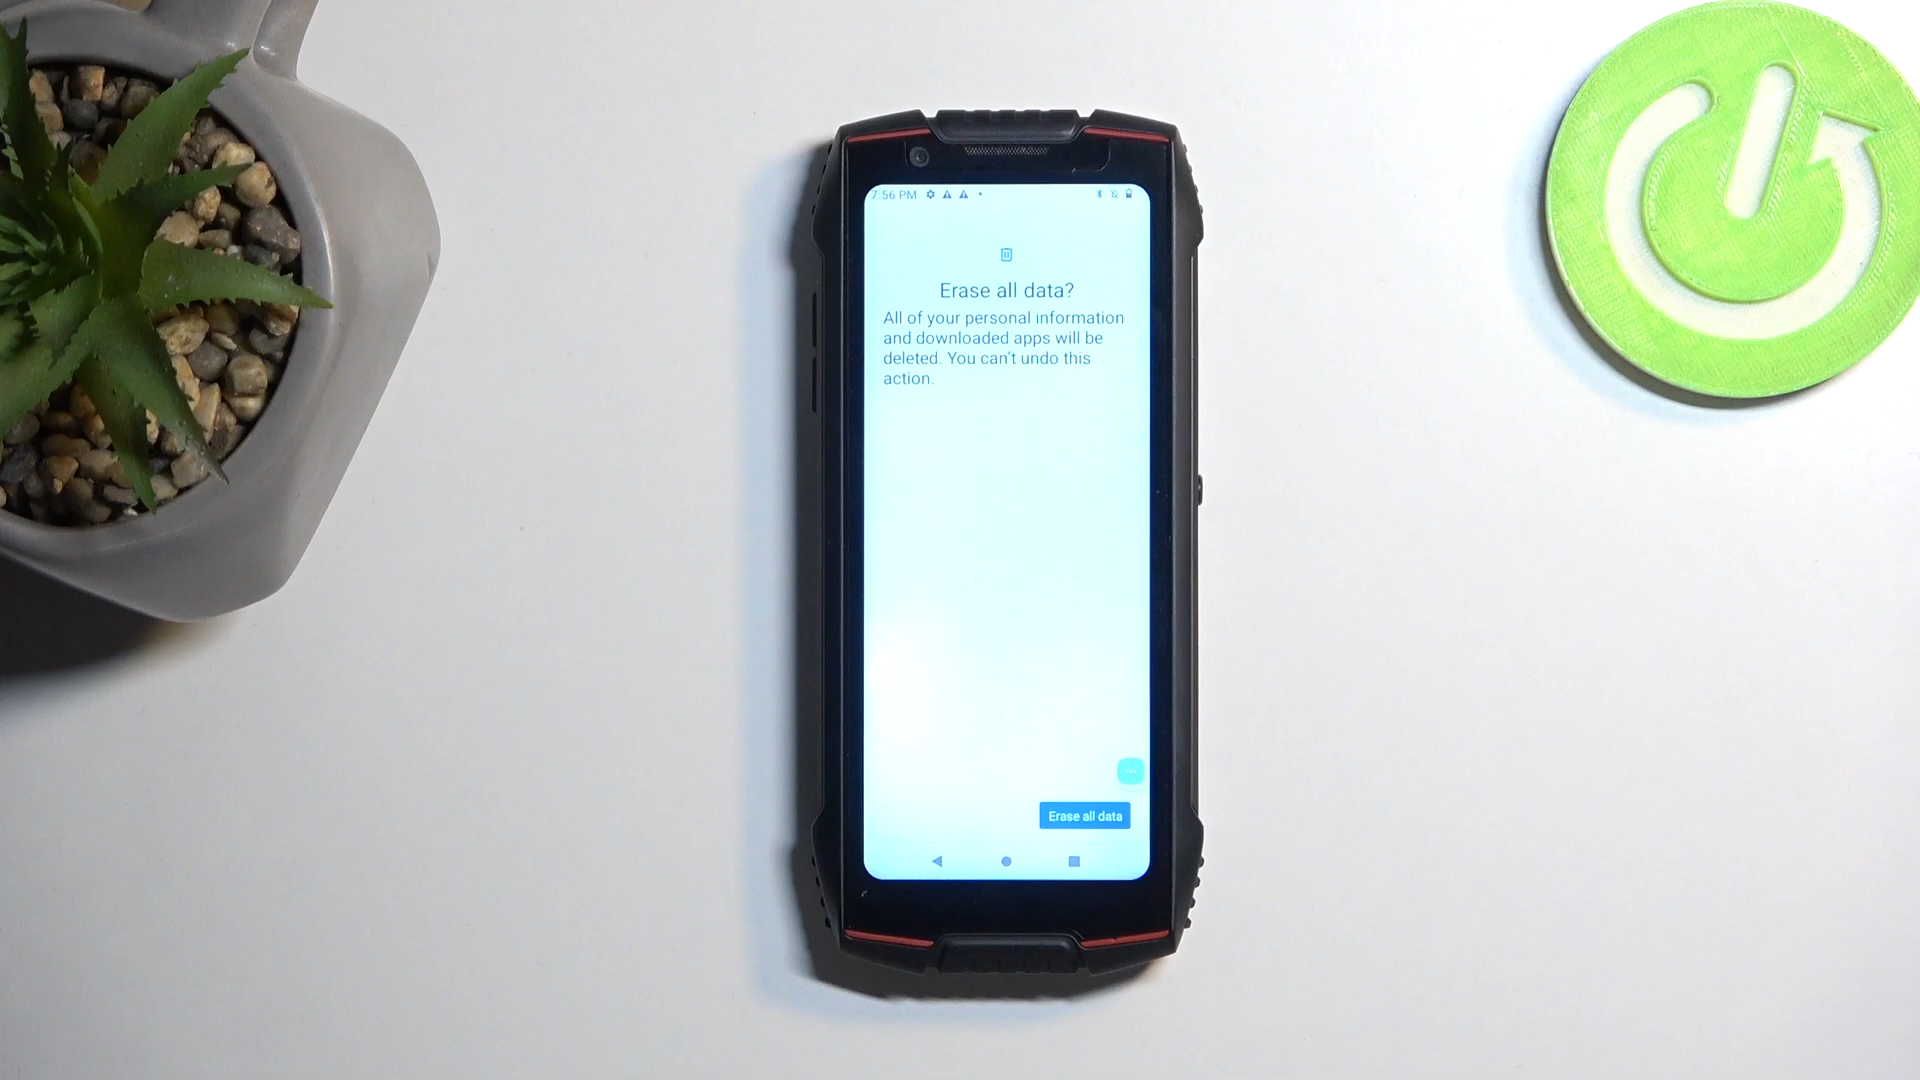 7:56 PM
Erase all data?
All of your personal information
and downloaded apps will be
deleted. You can't undo this
action.
Erase all data